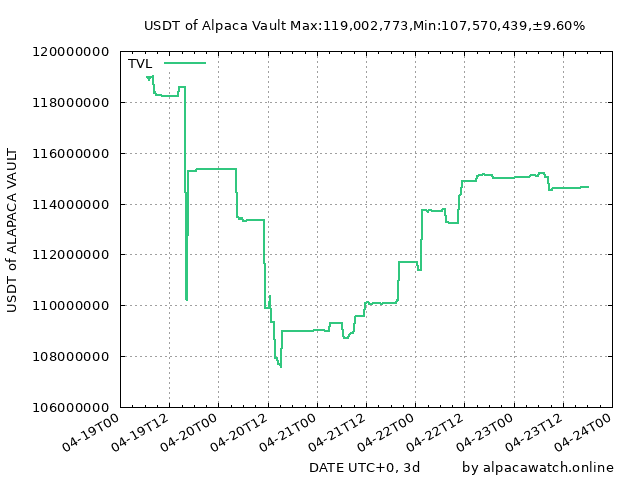 USDT of Alpaca Vault Max:119,002,773,Min:107,570,439,±9.60%
TVL
USDT of ALAPACA VAULT
120000000
118000000
116000000
114000000
112000000
110000000
108000000
106000000
04-19T00
04-19T12
04-20T00
04-20T12
04-21T00
04-21T12
04-22T00
04-22T12
04-23T00
04-23T12
04-24T00
DATE UTC+0, 3d
by alpacawatch.online